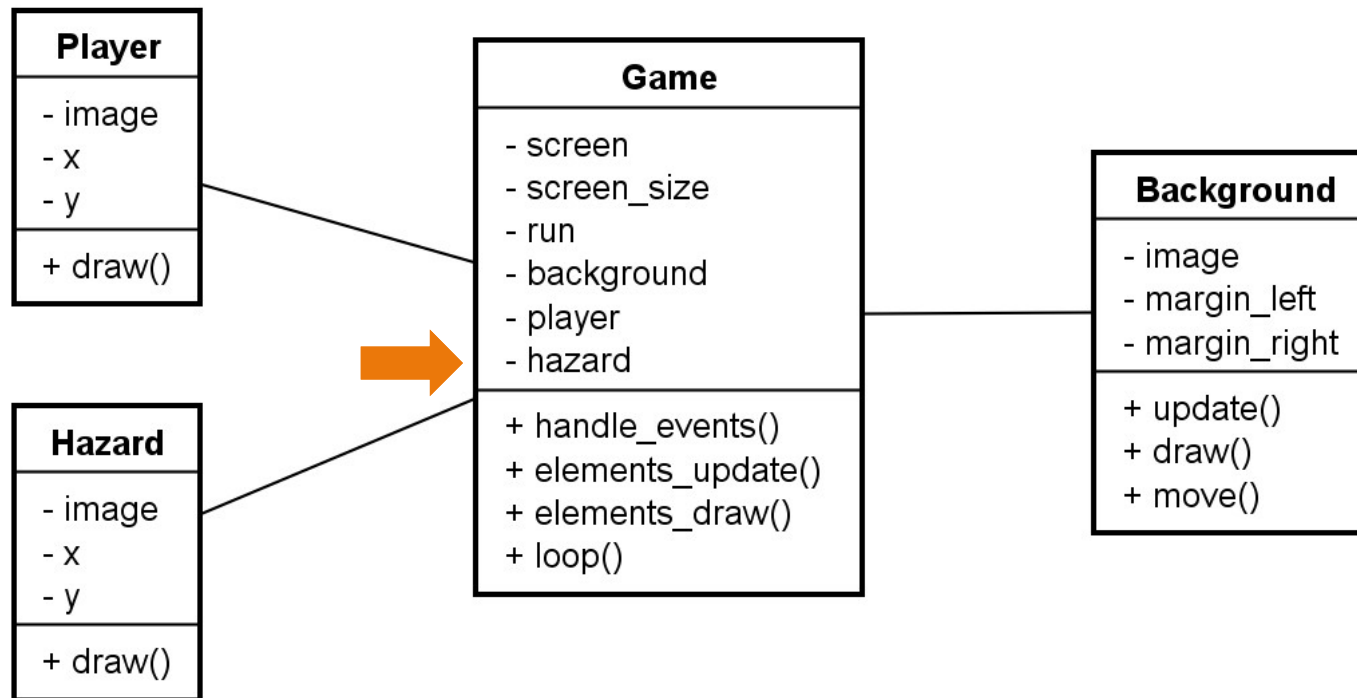 Player
- image
- x
- y
+ draw()
Hazard
- image
- x
- y
+ draw()
Game
- screen
- screen_size
- run
- background
- player
- hazard
+ handle_events()
+ elements_update()
+ elements_draw()
+ loop()
Background
- image
- margin_left
- margin_right
+ update()
+ draw()
+ move()